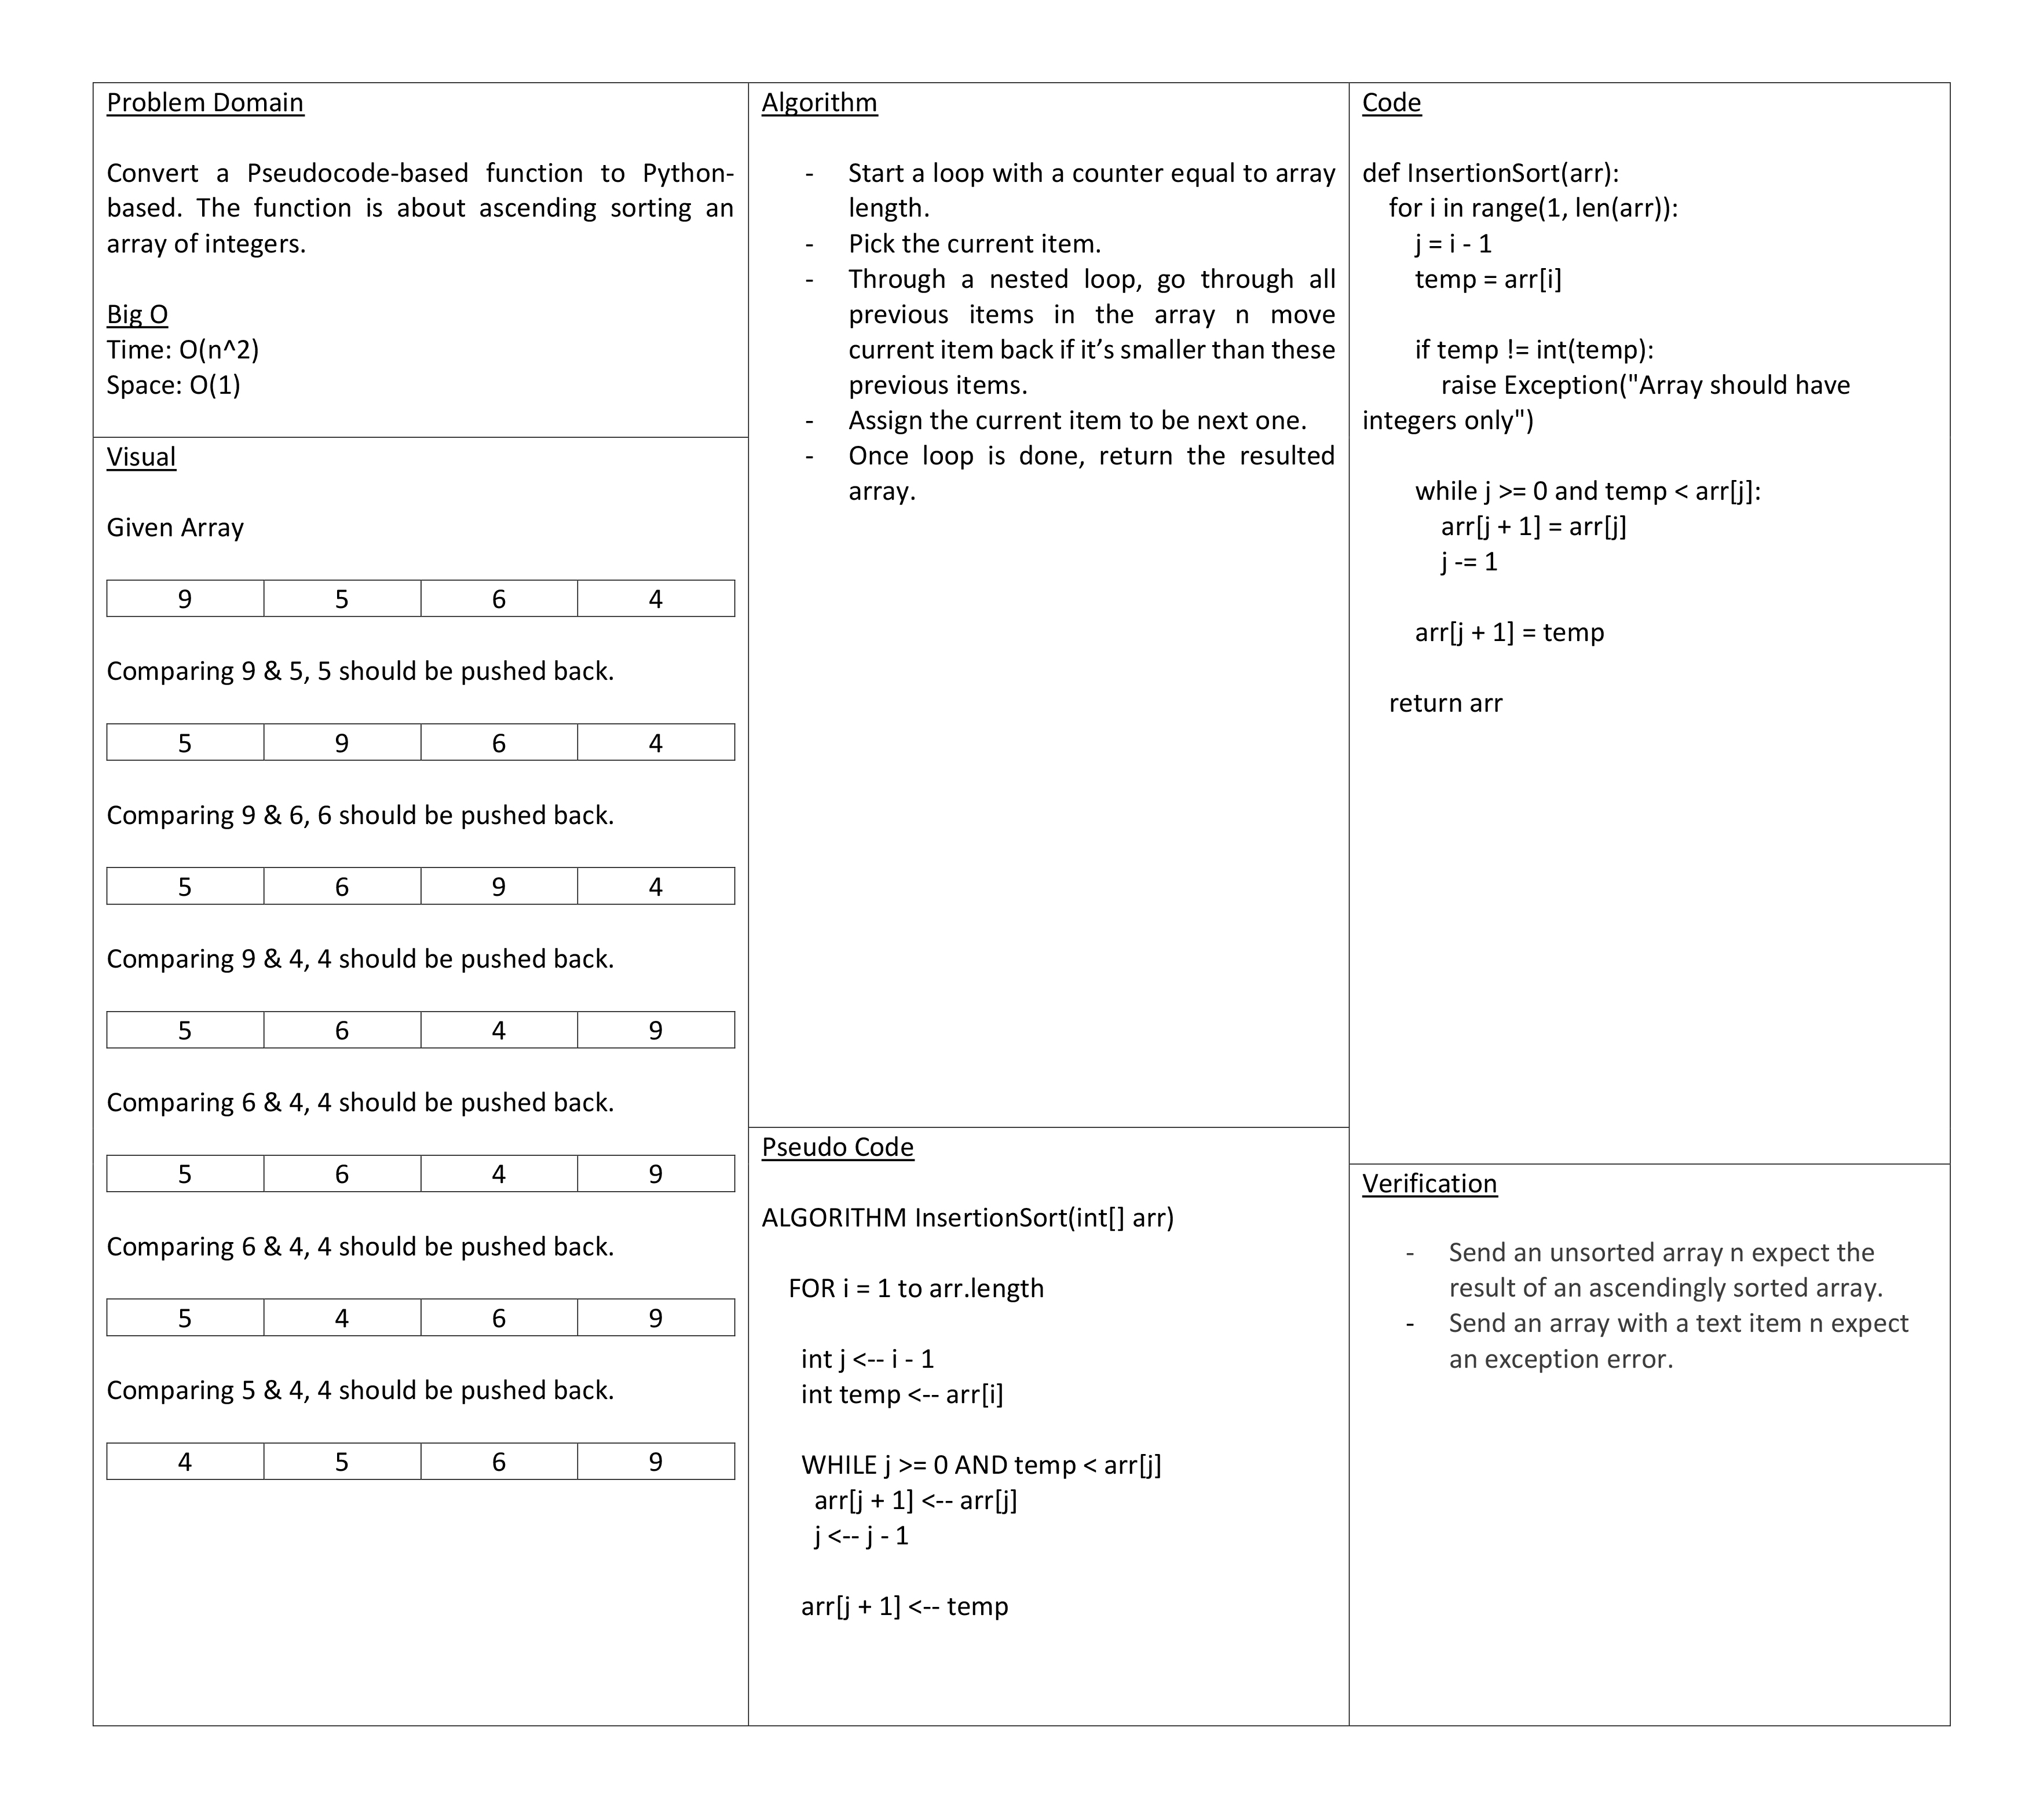 Problem Domain
Convert a Pseudocode-based function to Python-
based. The function is about ascending sorting an
array of integers.
Big O
Time: O(n^2)
Space: O(1)
Visual
Given Array
9 5 6 4
Comparing 9 & 5, 5 should be pushed back.
5 9 6 4
Comparing 9 & 6, 6 should be pushed back.
5 6 9 4
Comparing 9 & 4, 4 should be pushed back.
5 6 4 9
Comparing 6 & 4, 4 should be pushed back.
5 6 4 9
Comparing 6 & 4, 4 should be pushed back.
5 4 6 9
Comparing 5 & 4, 4 should be pushed back.
4 5 6 9
Algorithm
- Start a loop with a counter equal to array
length.
- Pick the current item.
- Through a nested loop, go through all
previous items in the array n move
current item back if it’s smaller than these
previous items.
- Assign the current item to be next one.
- Once loop is done, return the resulted
array.
Pseudo Code
ALGORITHM InsertionSort(int[] arr)
FOR i = 1 to arr.length
int j <-- i - 1
int temp <-- arr[i]
WHILE j >= 0 AND temp < arr[j]
arr[j + 1] <-- arr[j]
j <-- j - 1
arr[j + 1] <-- temp
Code
def InsertionSort(arr):
for i in range(1, len(arr)):
j = i - 1
temp = arr[i]
if temp != int(temp):
raise Exception("Array should have
integers only")
while j >= 0 and temp < arr[j]:
arr[j + 1] = arr[j]
j -= 1
arr[j + 1] = temp
return arr
Verification
- Send an unsorted array n expect the
result of an ascendingly sorted array.
- Send an array with a text item n expect
an exception error.